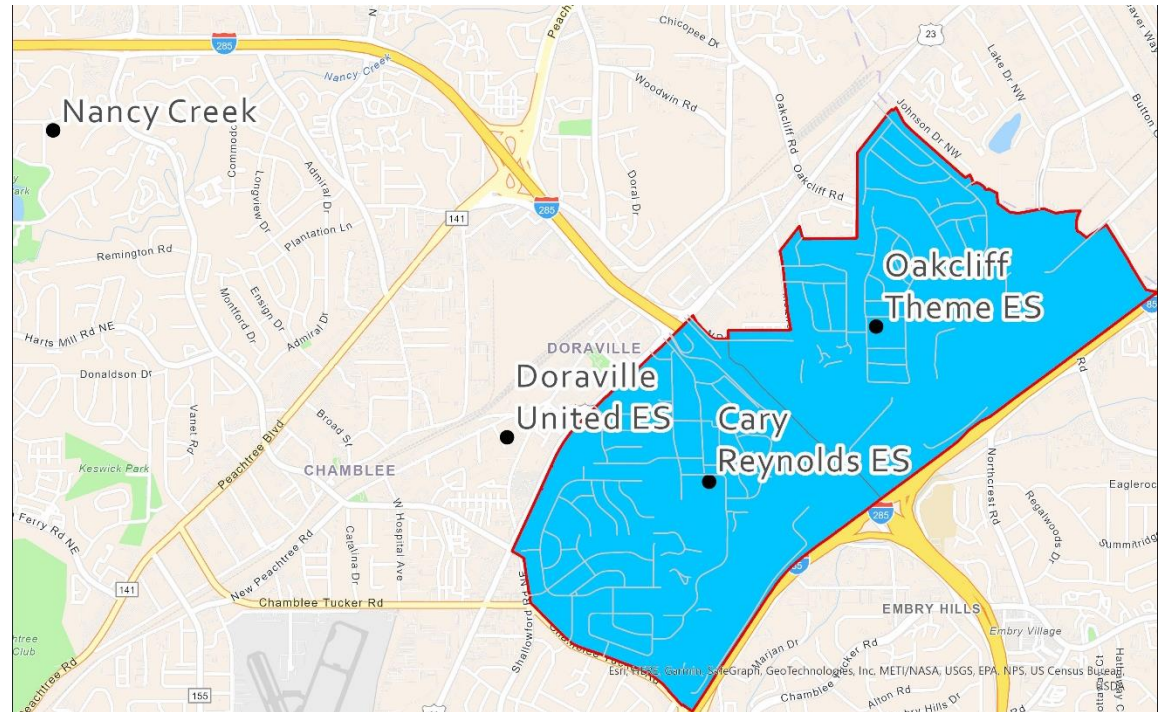 Nancy Creek
Oakcliff
Theme ES
Doraville
United ES
Cary
Reynolds ES
DORAVILLE
CHAMBLEE
EMBRY HILLS
Embry Village
Nancy Creek
Chicopee Dr
Woodwin Rd
Oakcliff Rd
Oakcliff Rd
Doral Dr
Johnson Dr NW
Lake Dr NW
285
285
285
23
141
141
155
Admiral Dr
Longview Dr
Plantation Ln
Remington Rd
Montford Dr
Ensign Dr
Admiral Dr
Harts Mill Rd NE
Donaldson Dr
Vanet Rd
Broad St
Peachtree Blvd
Keswick Park
W Hospital Ave
Catalina Dr
New Peachtree Rd
Chamblee Tucker Rd
Shallowford Rd NE
Northcrest Rd
Regalwoods Dr
Marjan Dr
Chamblee Tucker Rd
Alton Rd
Embry Hills Dr
Esri, HERE, Garmin, SafeGraph, GeoTechnologies, Inc, METI/NASA, USGS, EPA, NPS, US Census Bureau